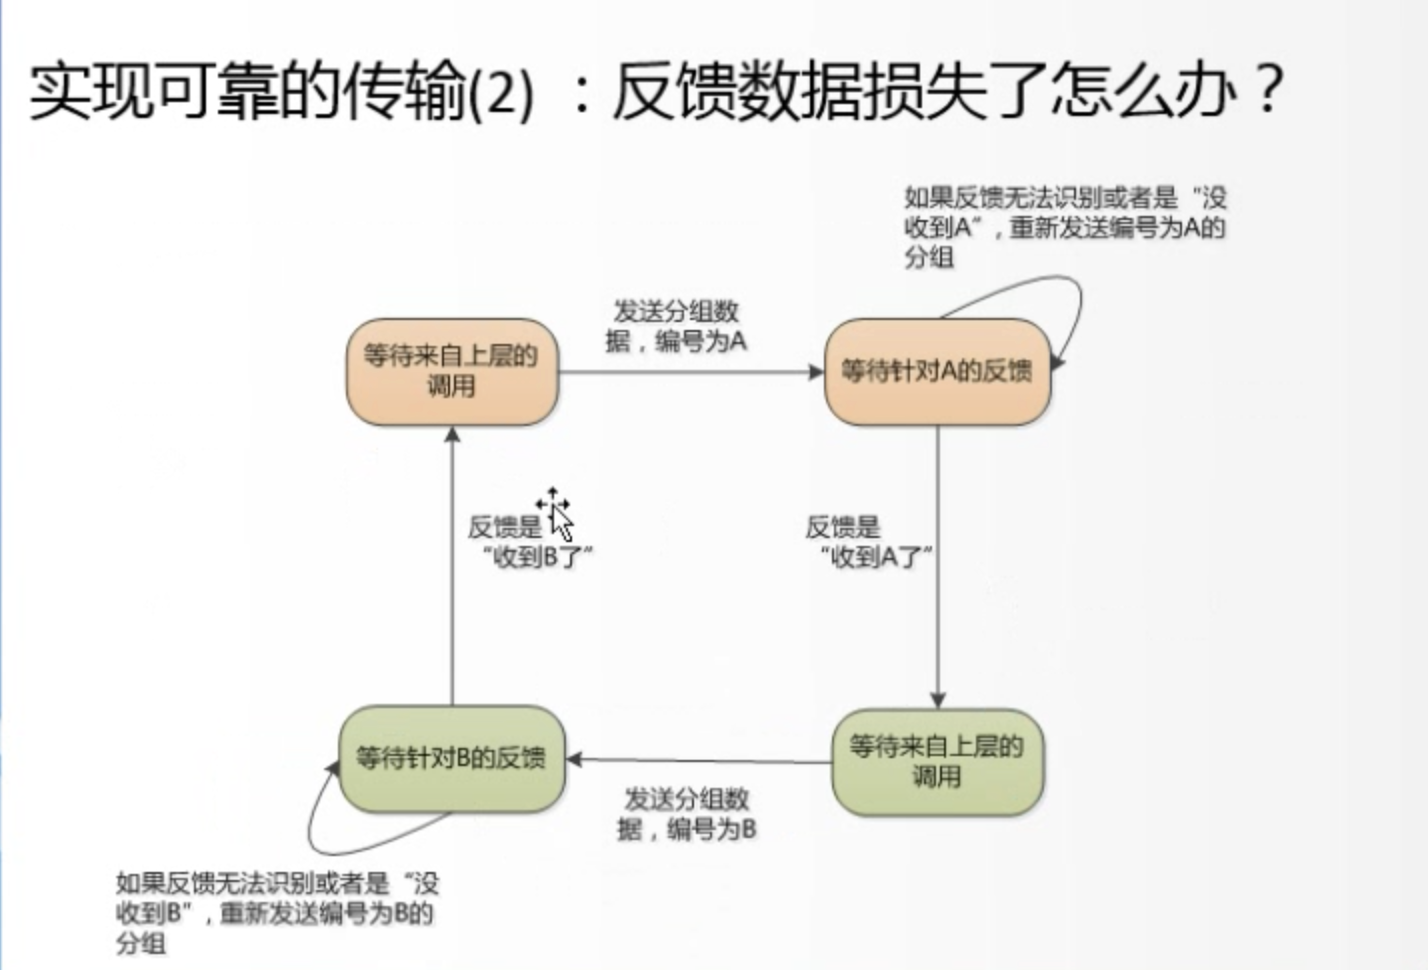 实现可靠的传输(2) ：反馈数据损失了怎么办？
如果反馈无法识别或者是“没
收到A”，重新发送编号为A的
分组
发送分组数
据，编号为A
等待来自上层的
调用
等待针对A的反馈
反馈是
“收到B了”
反馈是
“收到A了”
等待针对B的反馈
等待来自上层的
调用
发送分组数
据，编号为B
如果反馈无法识别或者是“没
收到B”，重新发送编号为B的
分组